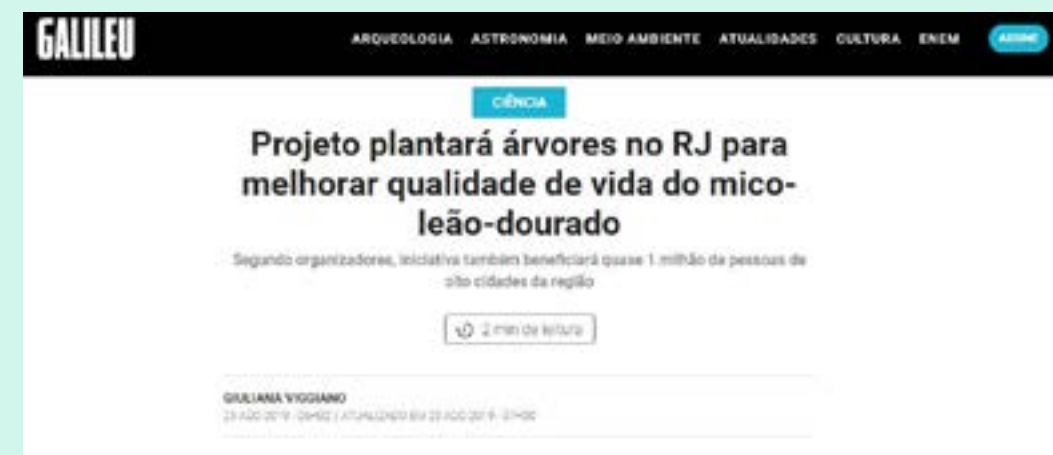 GALILEU
ARQUEOLOGIA ASTRONOMIA MEIO AMBIENTE ATUALIDADES CULTURA ENEM ASSINE
CIÊNCIA
Projeto plantará árvores no RJ para
melhorar qualidade de vida do mico-
leão-dourado
Segundo organizadores, iniciativa também beneficiará quase 1 milhão de pessoas de
oito cidades da região
2 min de leitura
GIULIANA VIGGIANO